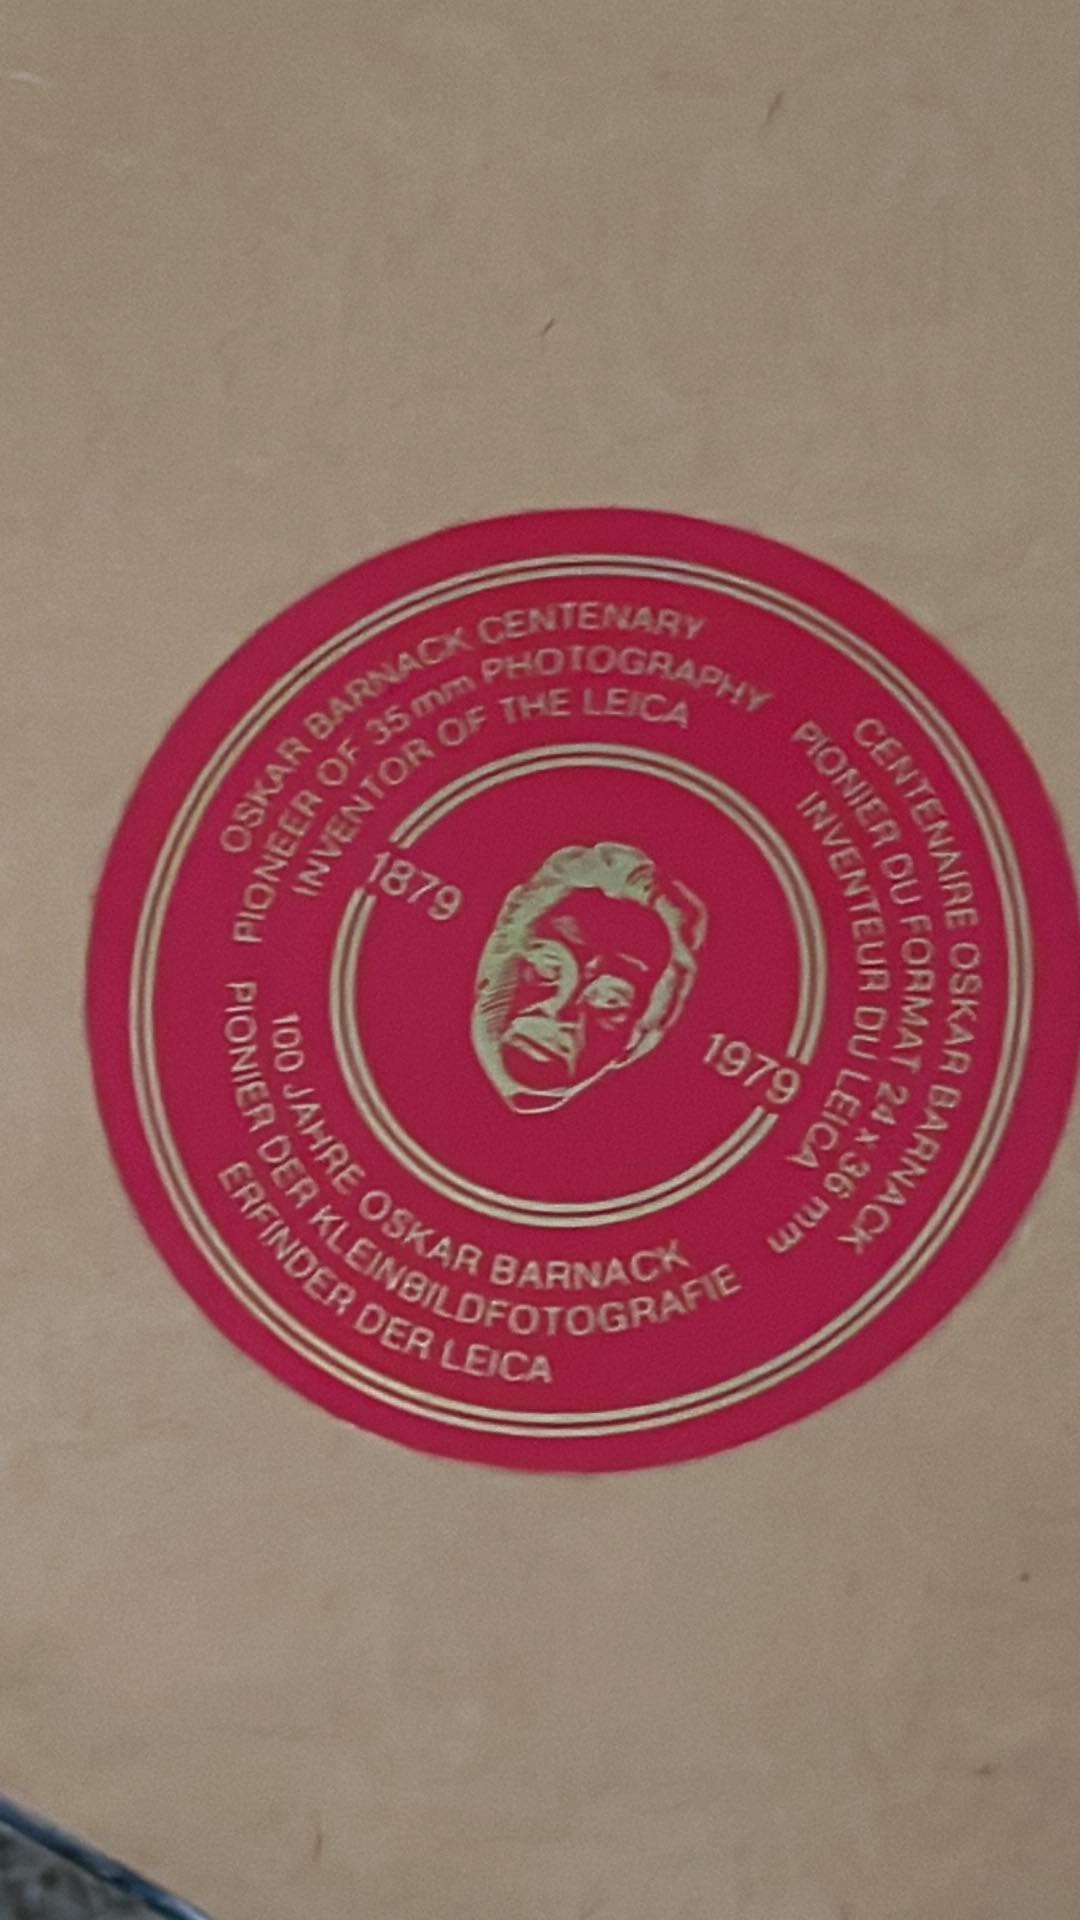 OSKAR BARNACK CENTENARY
PIONEER OF 35 mm PHOTOGRAPHY
INVENTOR OF THE LEICA
CENTENAIRE OSKAR BARNACK
PIONIER DU FORMAT 24 x 36 mm
INVENTEUR DU LEICA
1879
1979
100 JAHRE OSKAR BARNACK
PIONIER DER KLEINBILDFOTOGRAFIE
ERFINDER DER LEICA